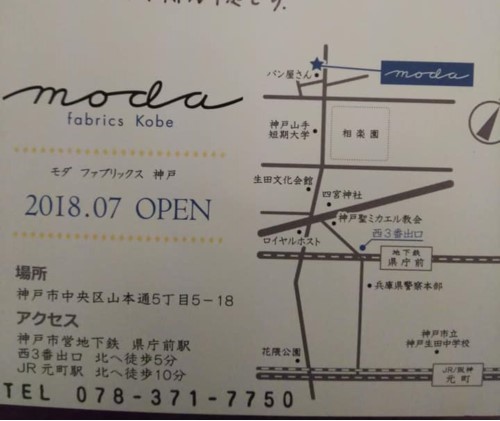 moda
fabrics Kobe
モダ ファブリックス 神戸
2018.07 OPEN
場所
神戸市中央区山本通5丁目5-18
アクセス
神戸市営地下鉄 県庁前駅
西3番出口 北へ徒歩5分
JR元町駅 北へ徒歩10分
TEL 078-371-7750
moda
パン屋さん
神戸山手
短期大学
相楽園
生田文化会館
四宮神社
神戸聖ミカエル教会
ロイヤルホスト
西3番出口
地下鉄
県庁前
兵庫県警察本部
神戸市立
神戸生田中学校
花隈公園
JR/阪神
元町